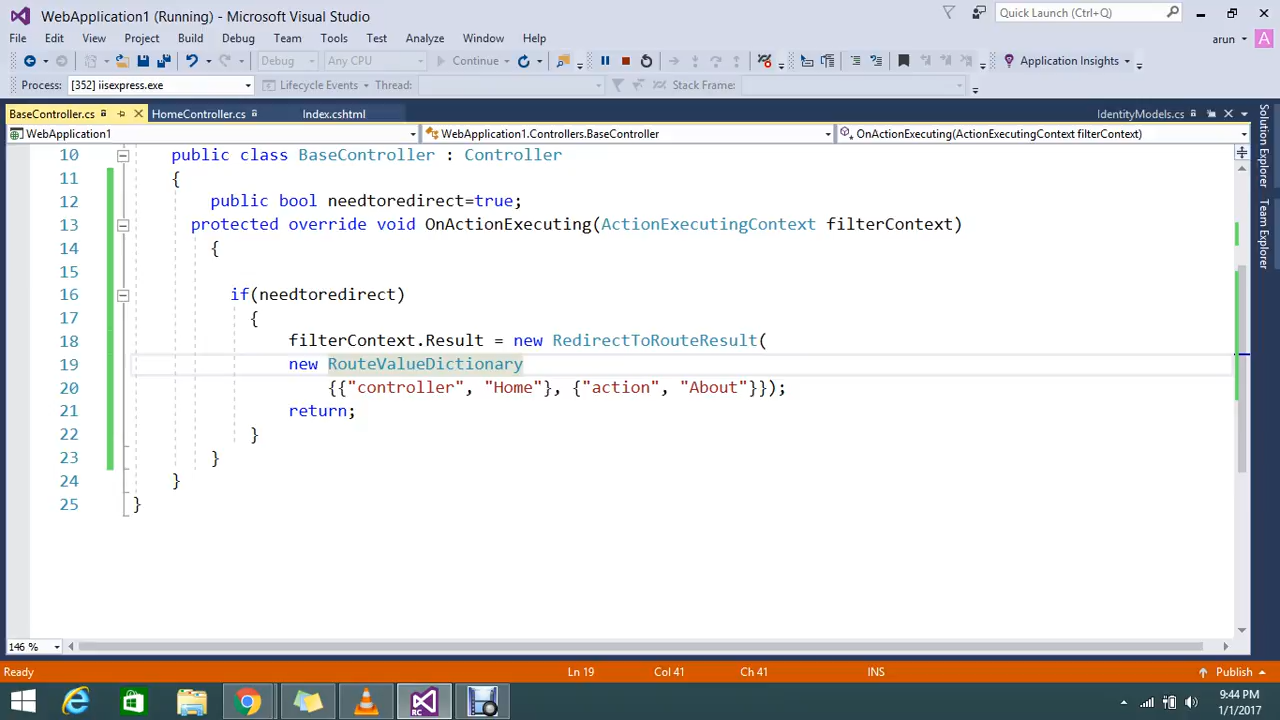 WebApplication1 (Running) - Microsoft Visual Studio
Quick Launch (Ctrl+Q)
File Edit View Project Build Debug Team Tools Test Analyze Window Help
arun A
Debug Any CPU Continue Application Insights
Process: [352] iisexpress.exe Lifecycle Events Thread: Stack Frame:
BaseController.cs HomeController.cs Index.cshtml IdentityModels.cs
WebApplication1 WebApplication1.Controllers.BaseController OnActionExecuting(ActionExecutingContext filterContext)
10 public class BaseController : Controller
11 {
12 public bool needtoredirect=true;
13 protected override void OnActionExecuting(ActionExecutingContext filterContext)
14 {
15
16 if(needtoredirect)
17 {
18 filterContext.Result = new RedirectToRouteResult(
19 new RouteValueDictionary
20 {{"controller", "Home"}, {"action", "About"}});
21 return;
22 }
23 }
24 }
25 }
Solution Explorer
Team Explorer
146 %
Ready Ln 19 Col 41 Ch 41 INS Publish
RC
9:44 PM
1/1/2017